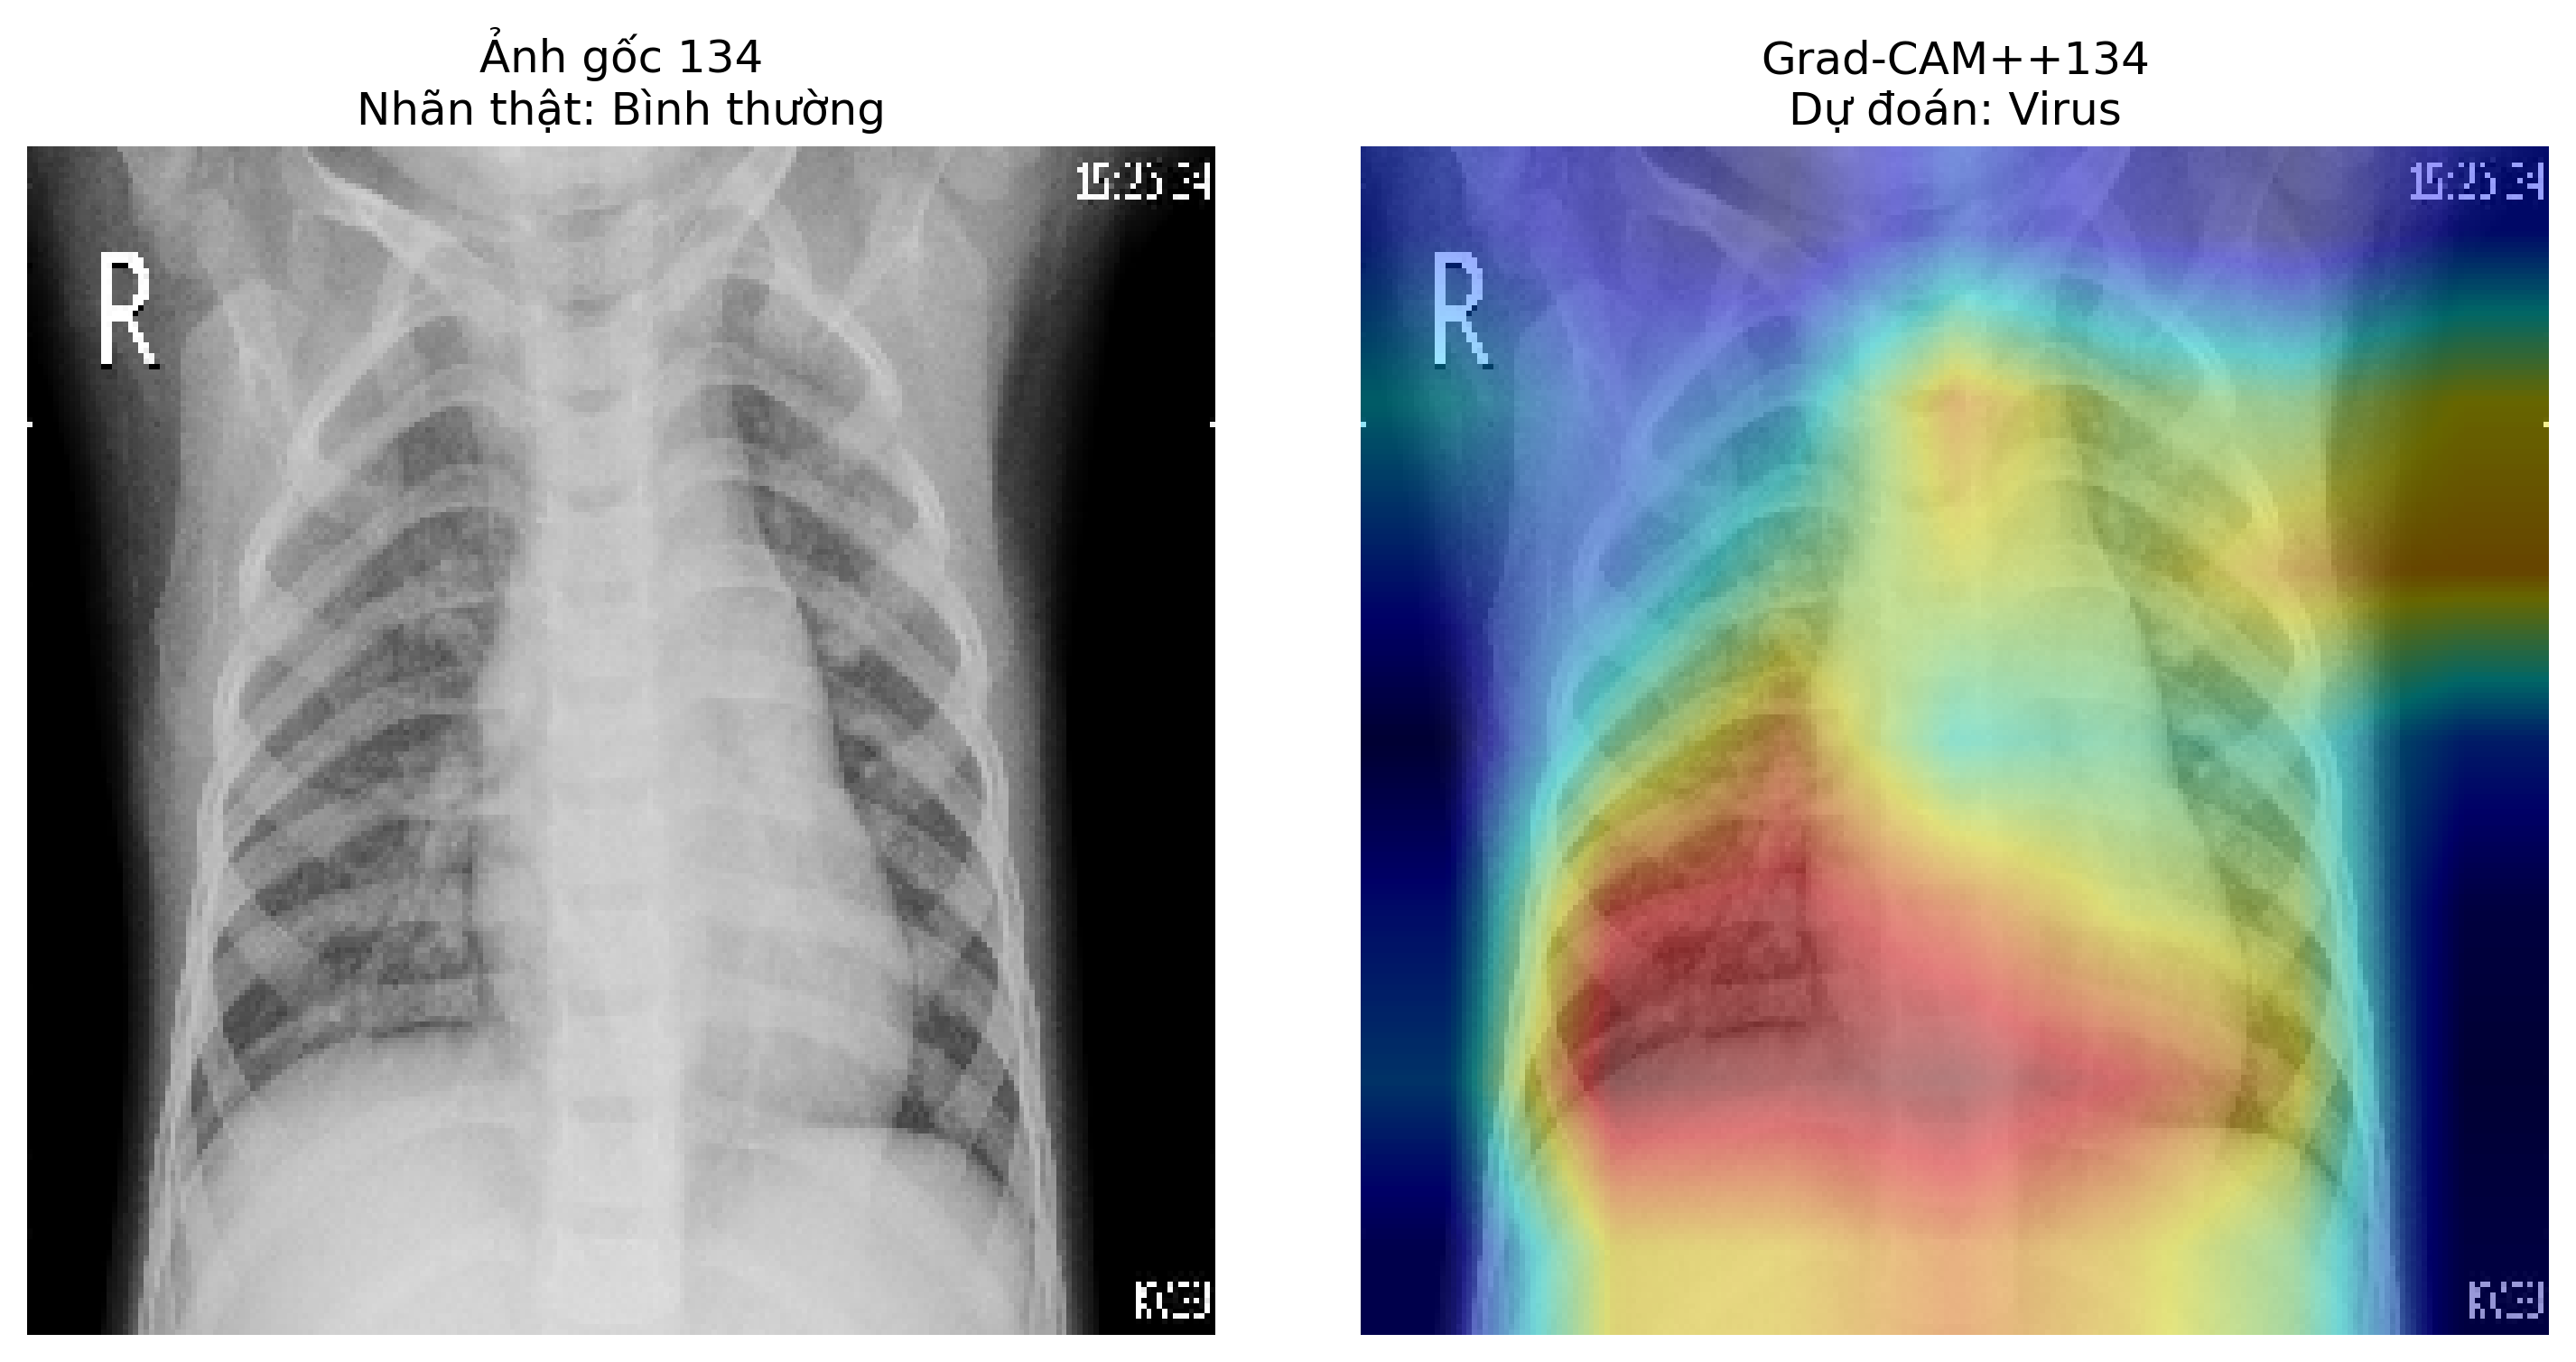 Ảnh gốc 134
Nhãn thật: Bình thường
Grad-CAM++134
Dự đoán: Virus
R
R